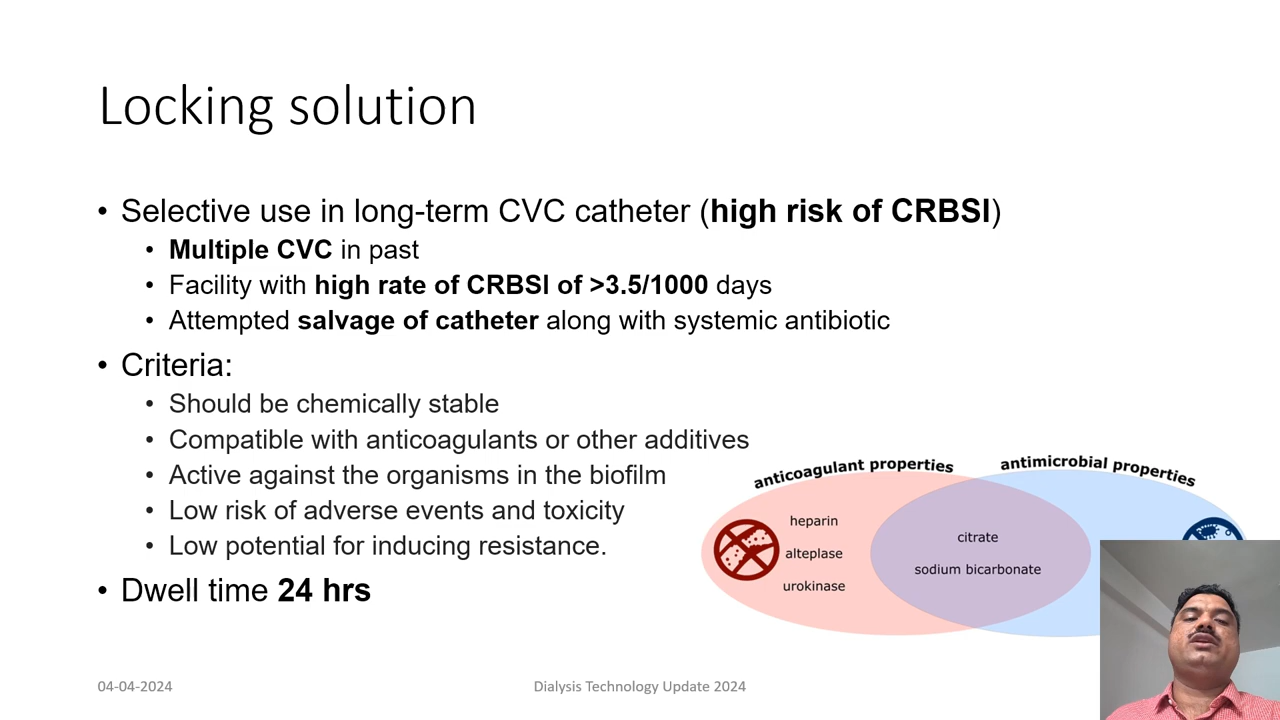 Locking solution
• Selective use in long-term CVC catheter (high risk of CRBSI)
• Multiple CVC in past
• Facility with high rate of CRBSI of >3.5/1000 days
• Attempted salvage of catheter along with systemic antibiotic
• Criteria:
• Should be chemically stable
• Compatible with anticoagulants or other additives
• Active against the organisms in the biofilm
• Low risk of adverse events and toxicity
• Low potential for inducing resistance.
• Dwell time 24 hrs
anticoagulant properties
antimicrobial properties
heparin
alteplase
urokinase
citrate
sodium bicarbonate
04-04-2024
Dialysis Technology Update 2024